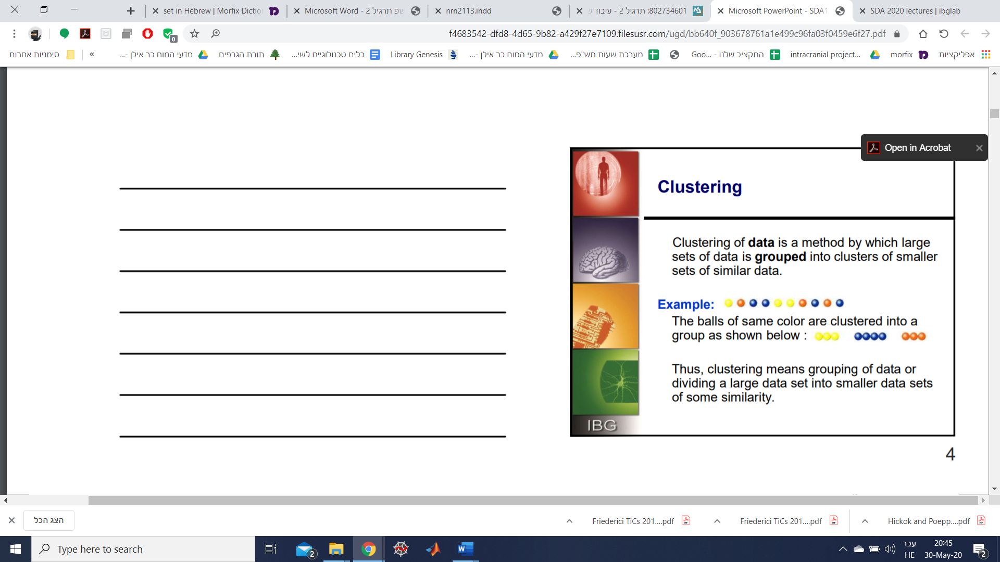 set in Hebrew | Morfix Dictio
Microsoft Word - שפ תרגיל 2
nrn2113.indd
802734601: תרגיל 2 - עיבוד
Microsoft PowerPoint - SDA1
SDA 2020 lectures | ibglab
f4683542-dfd8-4d65-9b82-a429f27e7109.filesusr.com/ugd/bb640f_903678761a1e499c96fa03f0459e6f27.pdf
0
אפליקציות
morfix
intracranial project...
התקציב שלנו - Goo...
מערכת שעות תש"פ...
מדעי המוח בר אילן -...
Library Genesis
כלים טכנולוגיים לשי...
תורת הגרפים
מדעי המוח בר אילן -...
»
סימניות אחרות
Open in Acrobat
Clustering
Clustering of data is a method by which large
sets of data is grouped into clusters of smaller
sets of similar data.
Example:
The balls of same color are clustered into a
group as shown below :
Thus, clustering means grouping of data or
dividing a large data set into smaller data sets
of some similarity.
IBG
4
הצג הכל
Friederici TiCs 201....pdf
Friederici TiCs 201....pdf
Hickok and Poepp....pdf
Type here to search
2
W
עבר
HE
20:45
30-May-20
2